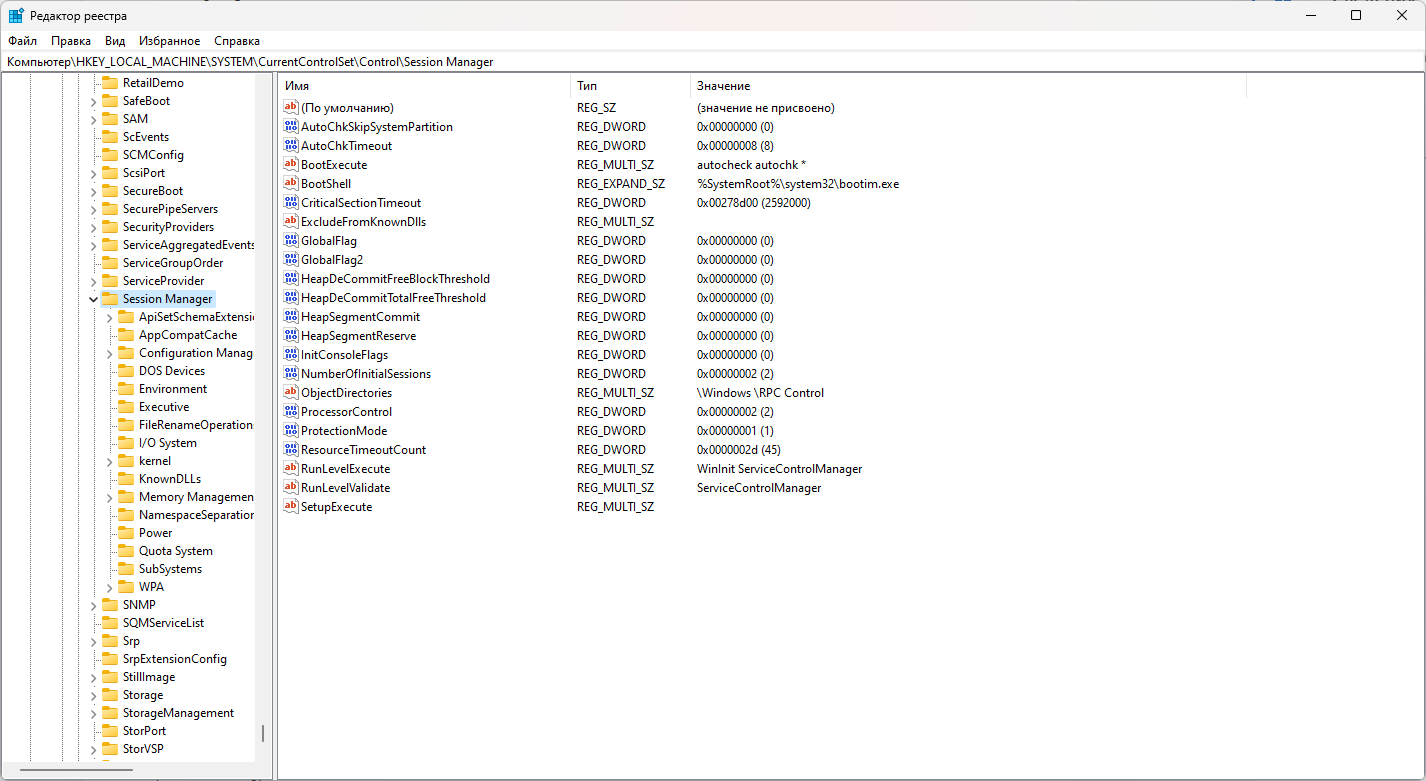 Редактор реестра
Файл Правка Вид Избранное Справка
Компьютер\HKEY_LOCAL_MACHINE\SYSTEM\CurrentControlSet\Control\Session Manager
RetailDemo
SafeBoot
SAM
ScEvents
SCMConfig
ScsiPort
SecureBoot
SecurePipeServers
SecurityProviders
ServiceAggregatedEvents
ServiceGroupOrder
ServiceProvider
Session Manager
ApiSetSchemaExtensi
AppCompatCache
Configuration Manag
DOS Devices
Environment
Executive
FileRenameOperation
I/O System
kernel
KnownDLLs
Memory Managemen
NamespaceSeparation
Power
Quota System
SubSystems
WPA
SNMP
SQMServiceList
Srp
SrpExtensionConfig
StillImage
Storage
StorageManagement
StorPort
StorVSP
Имя Тип Значение
(По умолчанию) REG_SZ (значение не присвоено)
AutoChkSkipSystemPartition REG_DWORD 0x00000000 (0)
AutoChkTimeout REG_DWORD 0x00000008 (8)
BootExecute REG_MULTI_SZ autocheck autochk *
BootShell REG_EXPAND_SZ %SystemRoot%\system32\bootim.exe
CriticalSectionTimeout REG_DWORD 0x00278d00 (2592000)
ExcludeFromKnownDlls REG_MULTI_SZ
GlobalFlag REG_DWORD 0x00000000 (0)
GlobalFlag2 REG_DWORD 0x00000000 (0)
HeapDeCommitFreeBlockThreshold REG_DWORD 0x00000000 (0)
HeapDeCommitTotalFreeThreshold REG_DWORD 0x00000000 (0)
HeapSegmentCommit REG_DWORD 0x00000000 (0)
HeapSegmentReserve REG_DWORD 0x00000000 (0)
InitConsoleFlags REG_DWORD 0x00000000 (0)
NumberOfInitialSessions REG_DWORD 0x00000002 (2)
ObjectDirectories REG_MULTI_SZ \Windows \RPC Control
ProcessorControl REG_DWORD 0x00000002 (2)
ProtectionMode REG_DWORD 0x00000001 (1)
ResourceTimeoutCount REG_DWORD 0x0000002d (45)
RunLevelExecute REG_MULTI_SZ WinInit ServiceControlManager
RunLevelValidate REG_MULTI_SZ ServiceControlManager
SetupExecute REG_MULTI_SZ